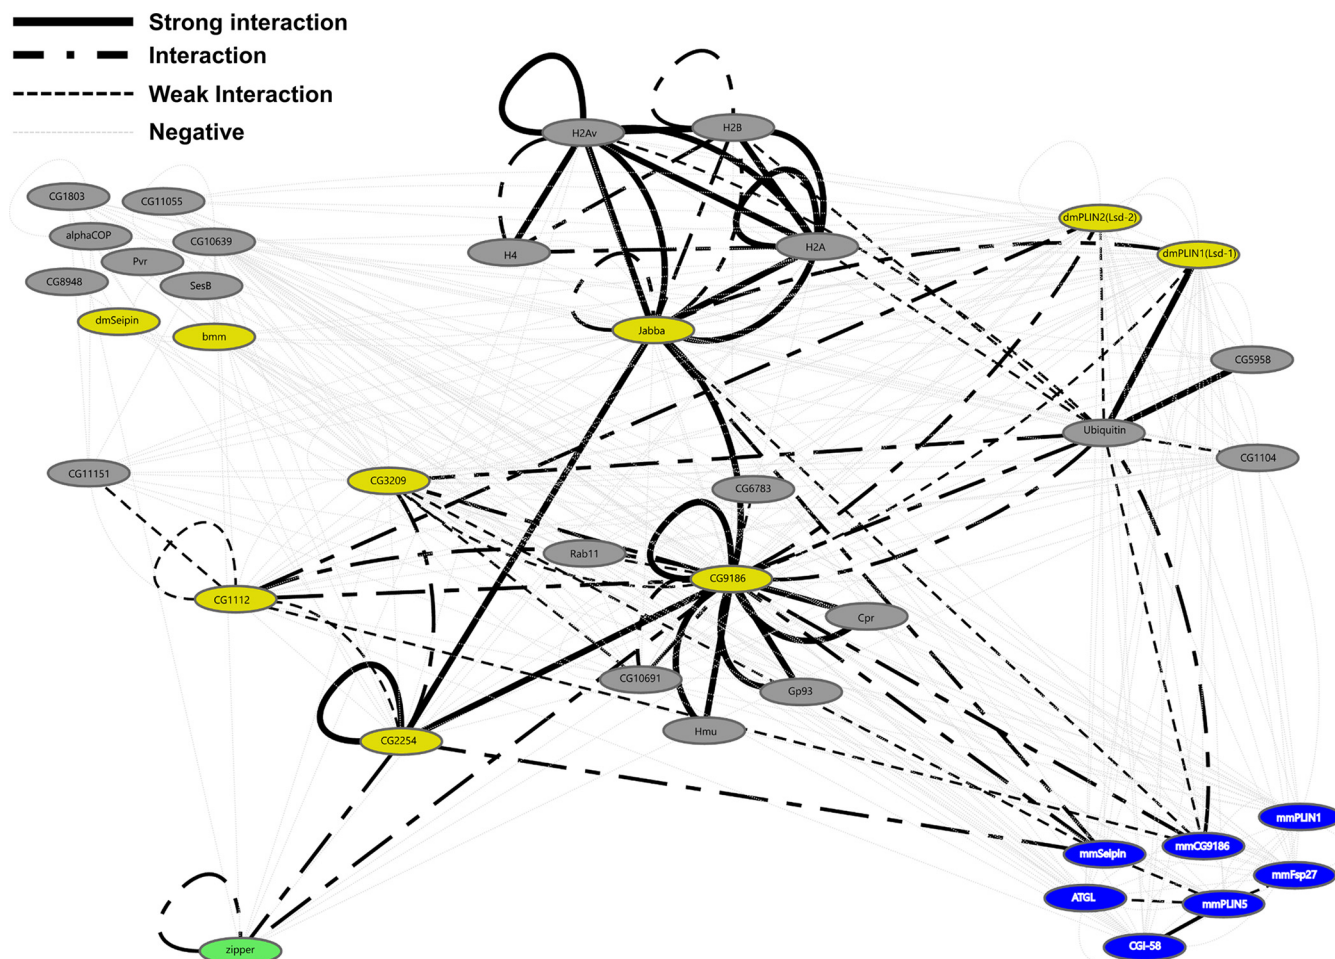 Strong interaction
Interaction
Weak Interaction
Negative
H2Av
H2B
CG1803
CG11055
alphaCOP
CG10639
Pvr
CG8948
SesB
dmSeipin
bmm
H4
H2A
dmPLIN2(Lsd-2)
dmPLIN1(Lsd-1)
Jabba
CG5958
Ubiquitin
CG1104
CG11151
CG3209
CG6783
Rab11
CG9186
CG1112
Cpr
CG10691
Gp93
Hmu
CG2254
mmPLIN1
mmSeipin
mmCG9186
mmFsp27
ATGL
mmPLIN5
CGI-58
zipper